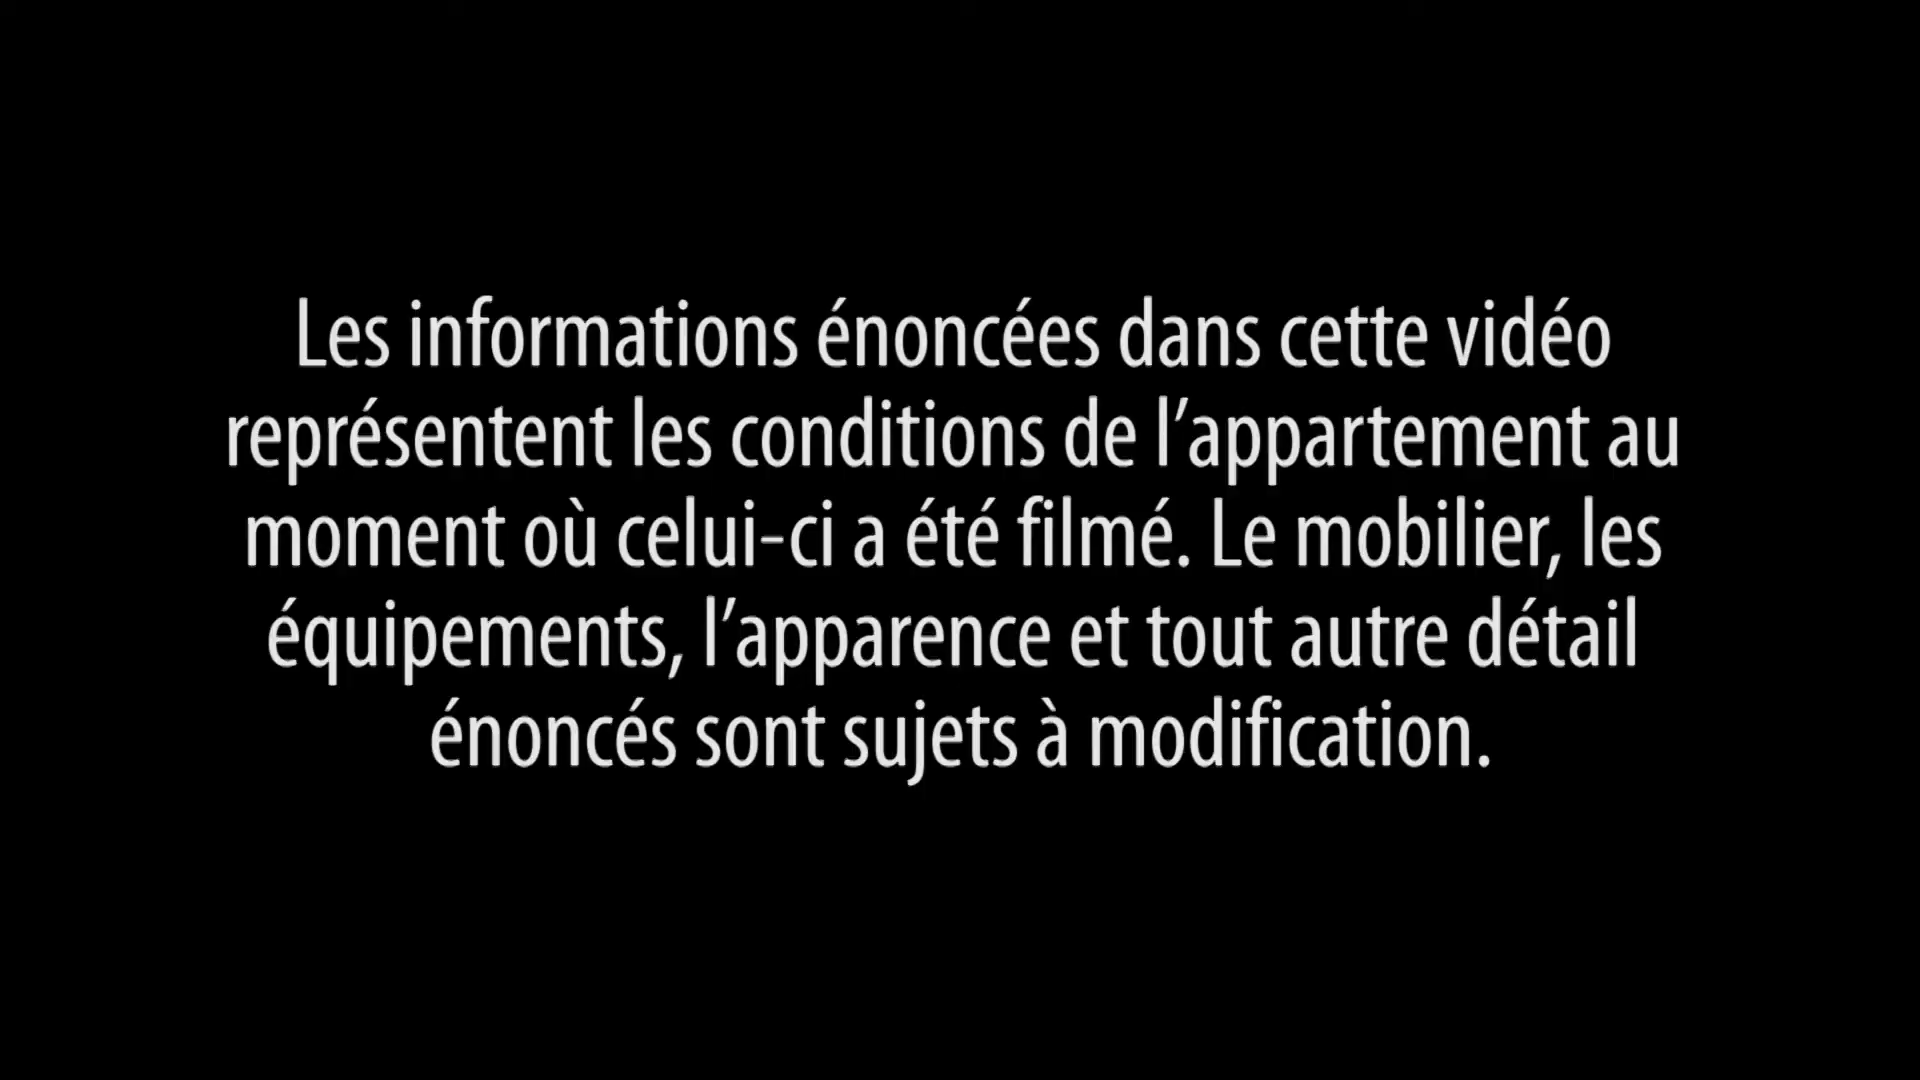 Les informations énoncées dans cette vidéo
représentent les conditions de l’appartement au
moment où celui-ci a été filmé. Le mobilier, les
équipements, l’apparence et tout autre détail
énoncés sont sujets à modification.